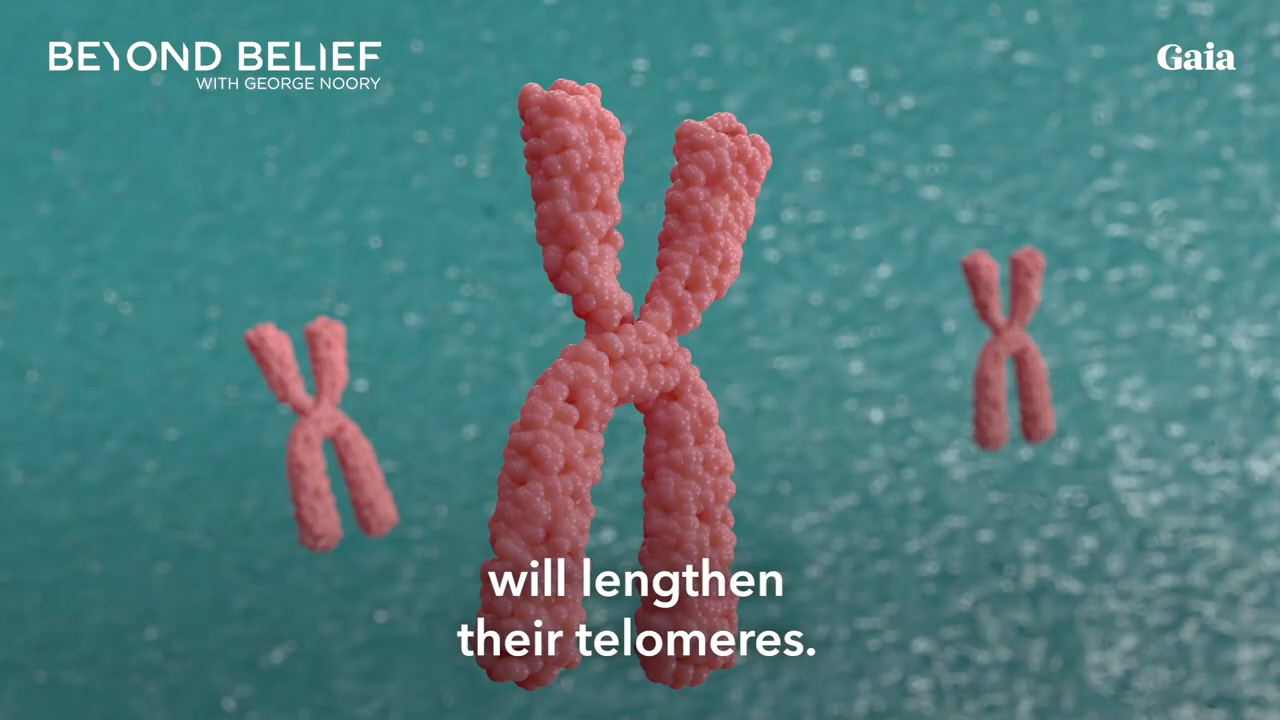 BEYOND BELIEF
WITH GEORGE NOORY
Gaia
will lengthen
their telomeres.